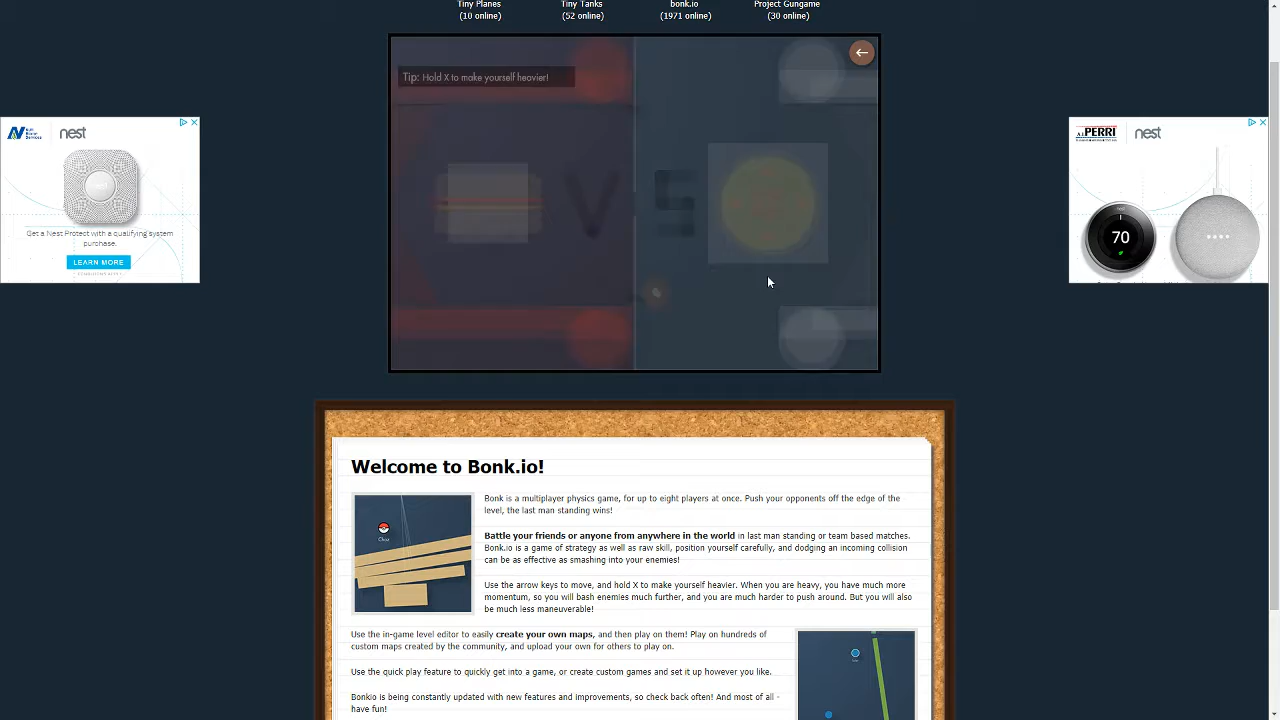 Tiny Planes
(10 online)
Tiny Tanks
(52 online)
bonk.io
(1971 online)
Project Gungame
(30 online)
Tip: Hold X to make yourself heavier!
VS
nest
Get a Nest Protect with a qualifying system
purchase.
LEARN MORE
A.J. PERRI
nest
70
Welcome to Bonk.io!
Bonk is a multiplayer physics game, for up to eight players at once. Push your opponents off the edge of the
level, the last man standing wins!
Battle your friends or anyone from anywhere in the world in last man standing or team based matches.
Bonk.io is a game of strategy as well as raw skill, position yourself carefully, and dodging an incoming collision
can be as effective as smashing into your enemies!
Use the arrow keys to move, and hold X to make yourself heavier. When you are heavy, you have much more
momentum, so you will bash enemies much further, and you are much harder to push around. But you will also
be much less maneuverable!
Use the in-game level editor to easily create your own maps, and then play on them! Play on hundreds of
custom maps created by the community, and upload your own for others to play on.
Use the quick play feature to quickly get into a game, or create custom games and set it up however you like.
Bonkio is being constantly updated with new features and improvements, so check back often! And most of all -
have fun!